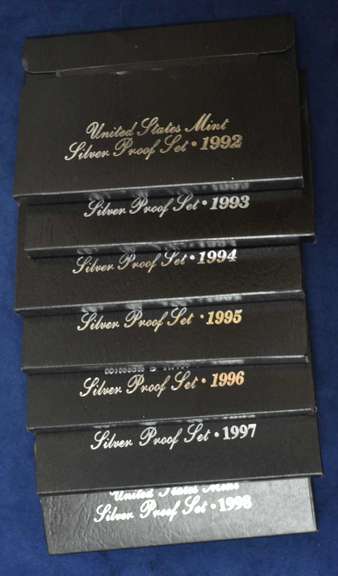 United States Mint
Silver Proof Set • 1992
Silver Proof Set • 1993
Silver Proof Set • 1994
Silver Proof Set • 1995
Silver Proof Set • 1996
Silver Proof Set • 1997
United States Mint
Silver Proof Set • 1998